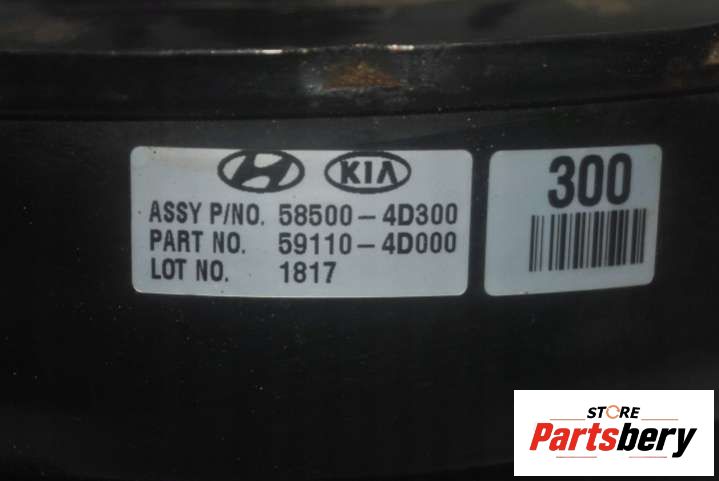 KIA
ASSY P/NO. 58500-4D300
PART NO. 59110-4D000
LOT NO. 1817
300
STORE
Partsbery